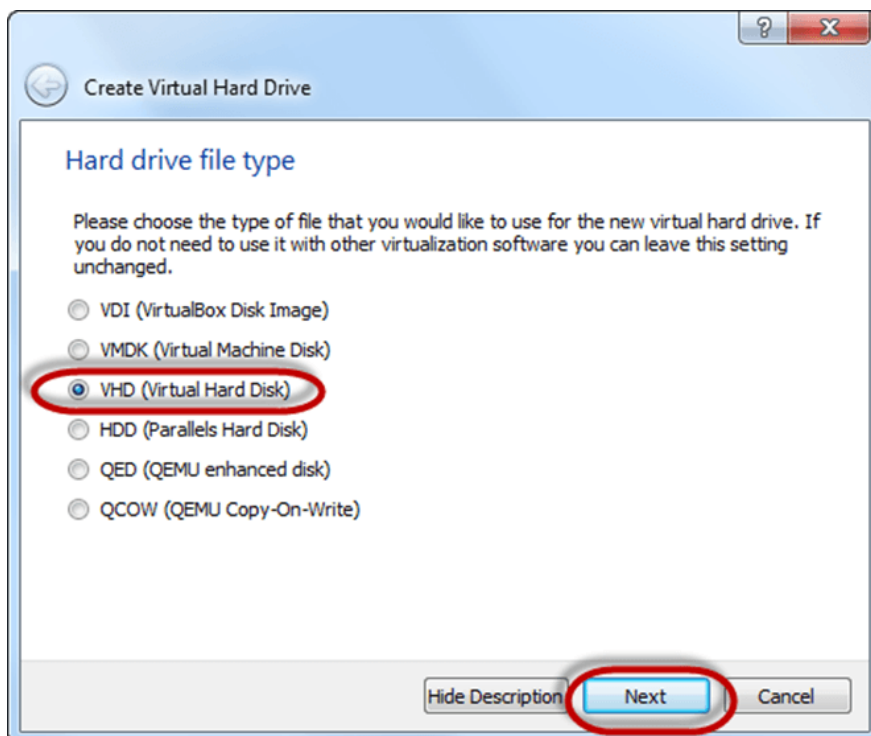 Create Virtual Hard Drive
Hard drive file type
Please choose the type of file that you would like to use for the new virtual hard drive. If
you do not need to use it with other virtualization software you can leave this setting
unchanged.
VDI (VirtualBox Disk Image)
VMDK (Virtual Machine Disk)
VHD (Virtual Hard Disk)
HDD (Parallels Hard Disk)
QED (QEMU enhanced disk)
QCOW (QEMU Copy-On-Write)
Hide Description Next Cancel